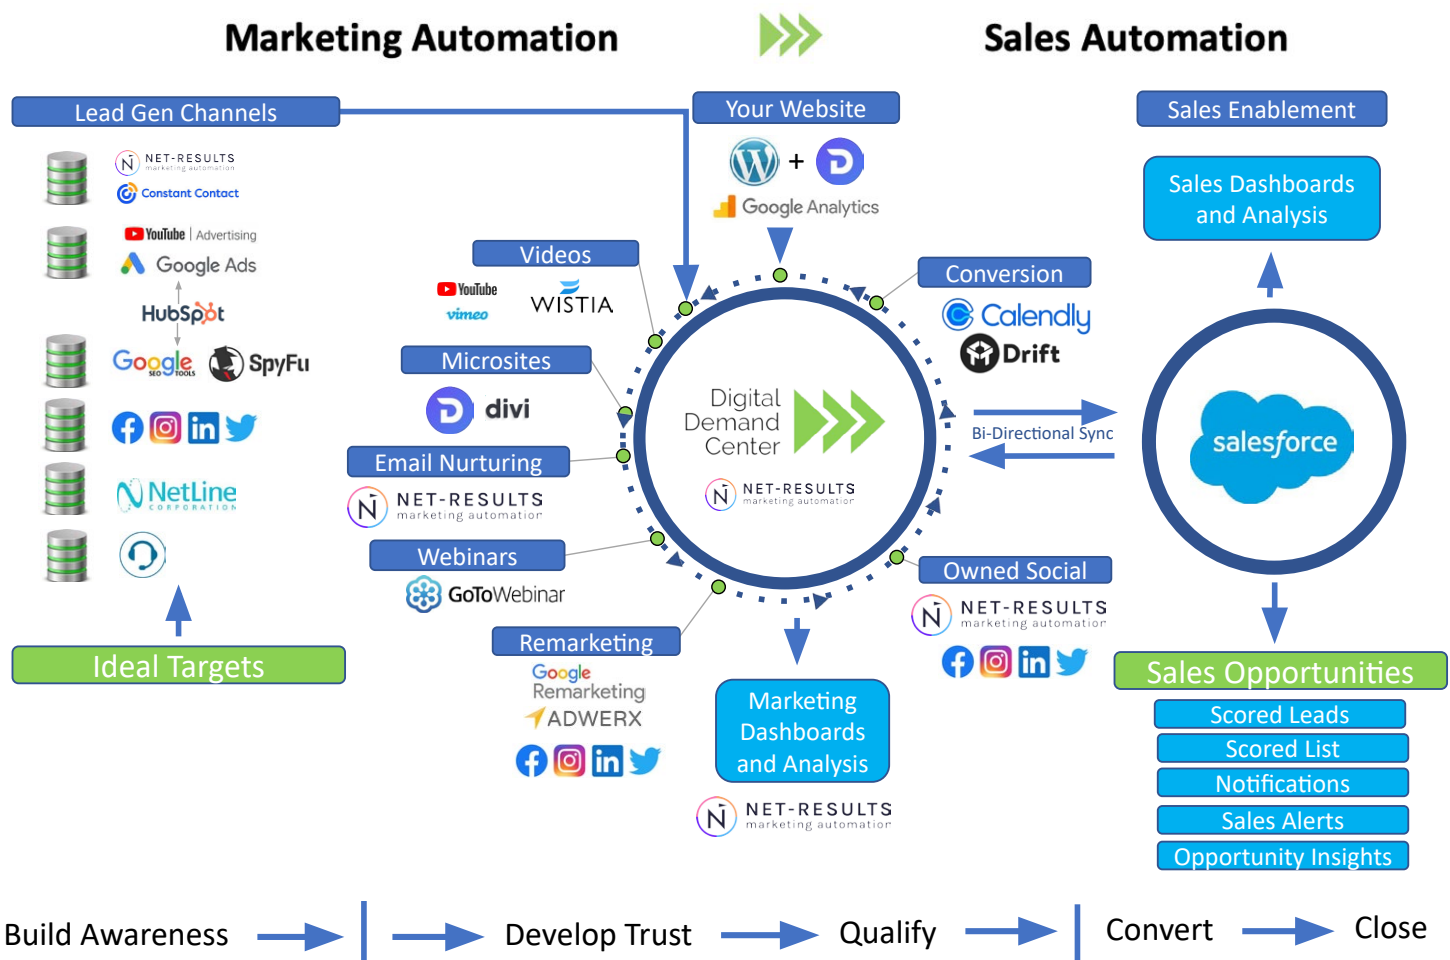 Marketing Automation
Sales Automation
Lead Gen Channels
NET-RESULTS
marketing automation
Constant Contact
YouTube | Advertising
Google Ads
HubSpot
Google
SEO TOOLS
SpyFu
NetLine
CORPORATION
Ideal Targets
Your Website
+
Google Analytics
Videos
YouTube
vimeo
WISTIA
Microsites
divi
Email Nurturing
NET-RESULTS
marketing automation
Webinars
GoToWebinar
Remarketing
Google
Remarketing
ADWERX
Digital
Demand
Center
NET-RESULTS
marketing automation
Conversion
Calendly
Drift
Bi-Directional Sync
Owned Social
NET-RESULTS
marketing automation
Marketing
Dashboards
and Analysis
NET-RESULTS
marketing automation
Sales Enablement
Sales Dashboards
and Analysis
salesforce
Sales Opportunities
Scored Leads
Scored List
Notifications
Sales Alerts
Opportunity Insights
Build Awareness
Develop Trust
Qualify
Convert
Close